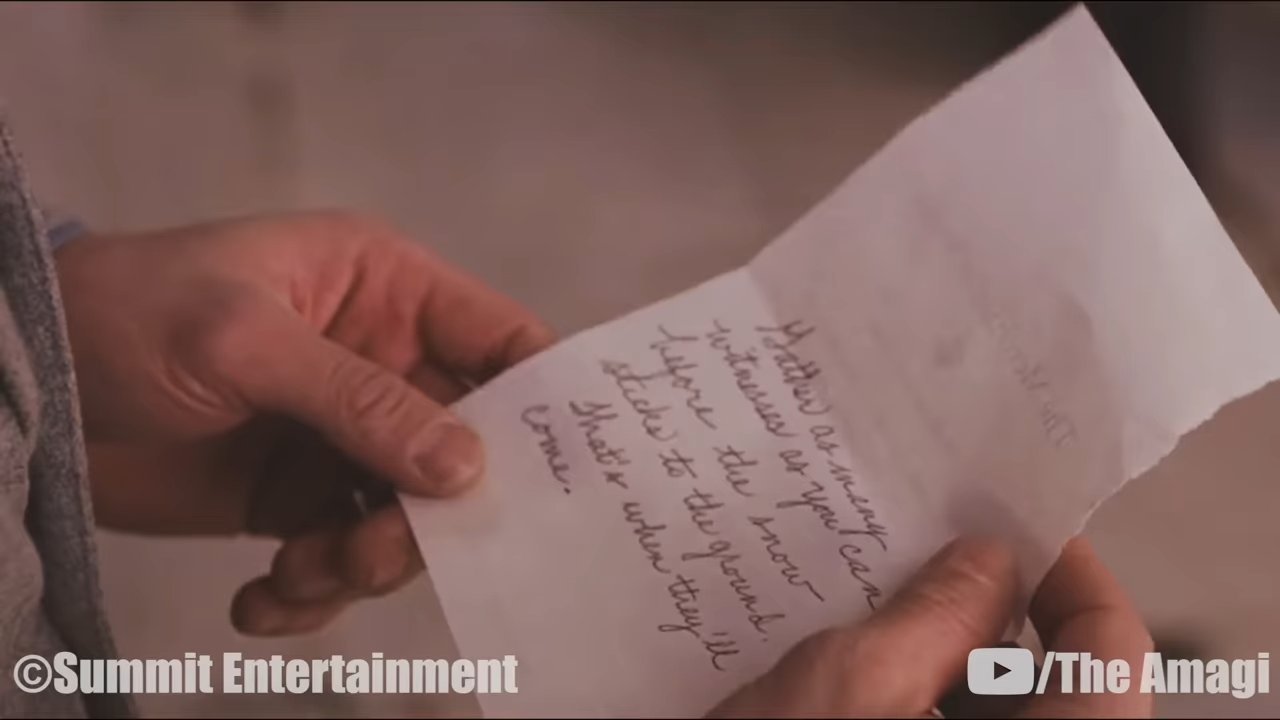 Gather as many
witnesses as you can
before the snow
sticks to the ground.
That's when they'll
come.
©Summit Entertainment
/The Amagi